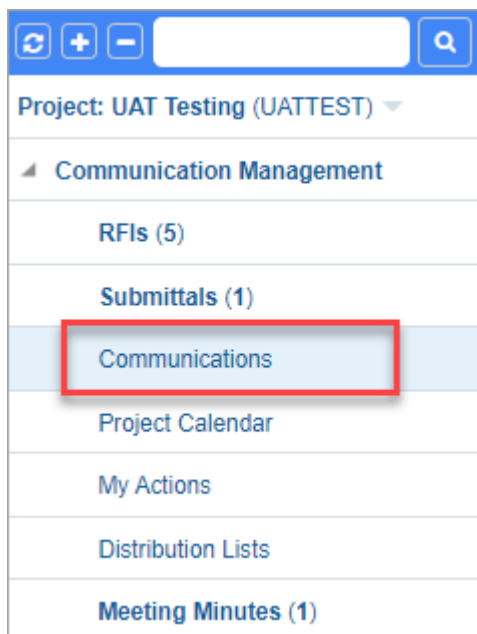 Project: UAT Testing (UATTEST)
Communication Management
RFIs (5)
Submittals (1)
Communications
Project Calendar
My Actions
Distribution Lists
Meeting Minutes (1)